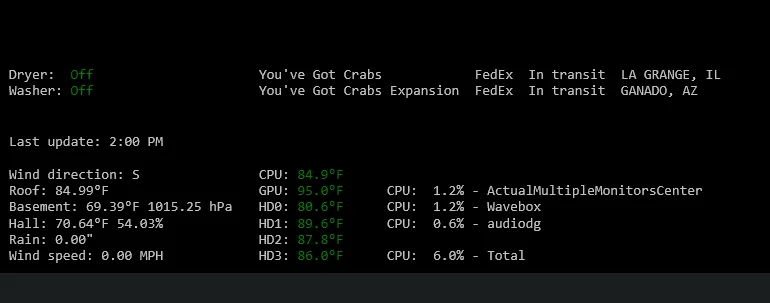 Dryer:  Off                     You've Got Crabs            FedEx  In transit  LA GRANGE, IL
Washer: Off                     You've Got Crabs Expansion  FedEx  In transit  GANADO, AZ
Last update: 2:00 PM
Wind direction: S               CPU: 84.9°F
Roof: 84.99°F                   GPU: 95.0°F     CPU:  1.2% - ActualMultipleMonitorsCenter
Basement: 69.39°F 1015.25 hPa   HD0: 80.6°F     CPU:  1.2% - Wavebox
Hall: 70.64°F 54.03%            HD1: 89.6°F     CPU:  0.6% - audiodg
Rain: 0.00"                     HD2: 87.8°F
Wind speed: 0.00 MPH            HD3: 86.0°F     CPU:  6.0% - Total